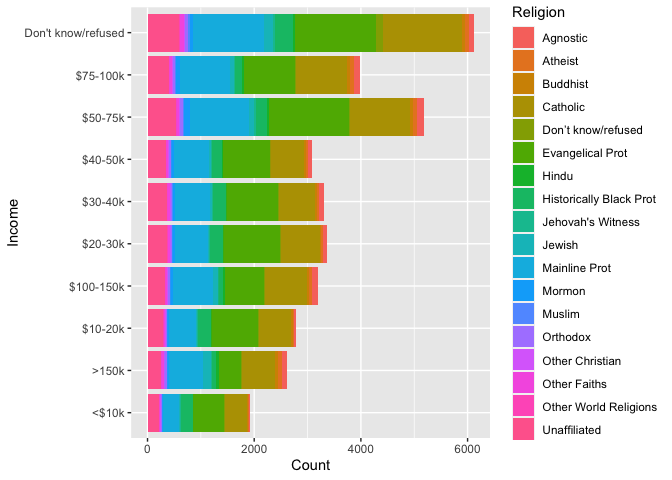 Religion
Agnostic
Atheist
Buddhist
Catholic
Don't know/refused
Evangelical Prot
Hindu
Historically Black Prot
Jehovah's Witness
Jewish
Mainline Prot
Mormon
Muslim
Orthodox
Other Christian
Other Faiths
Other World Religions
Unaffiliated
Income
Don't know/refused
$75-100k
$50-75k
$40-50k
$30-40k
$20-30k
$100-150k
$10-20k
>150k
<$10k
0 2000 4000 6000
Count